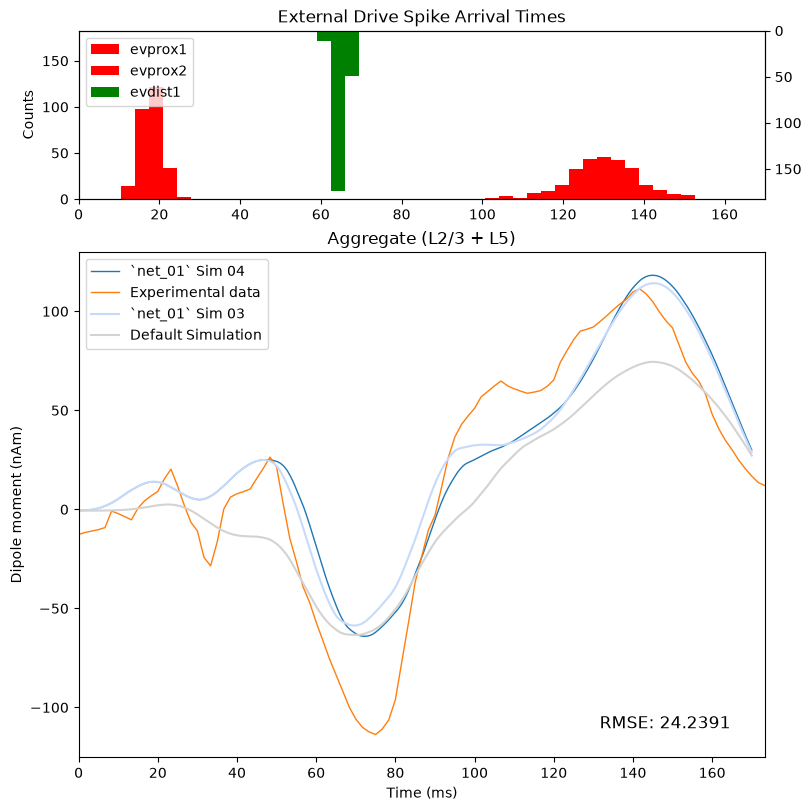 External Drive Spike Arrival Times
evprox1
evprox2
evdist1
Counts
0
50
100
150
0
50
100
150
0 20 40 60 80 100 120 140 160
Aggregate (L2/3 + L5)
`net_01` Sim 04
Experimental data
`net_01` Sim 03
Default Simulation
Dipole moment (nAm)
100
50
0
−50
−100
RMSE: 24.2391
0 20 40 60 80 100 120 140 160
Time (ms)